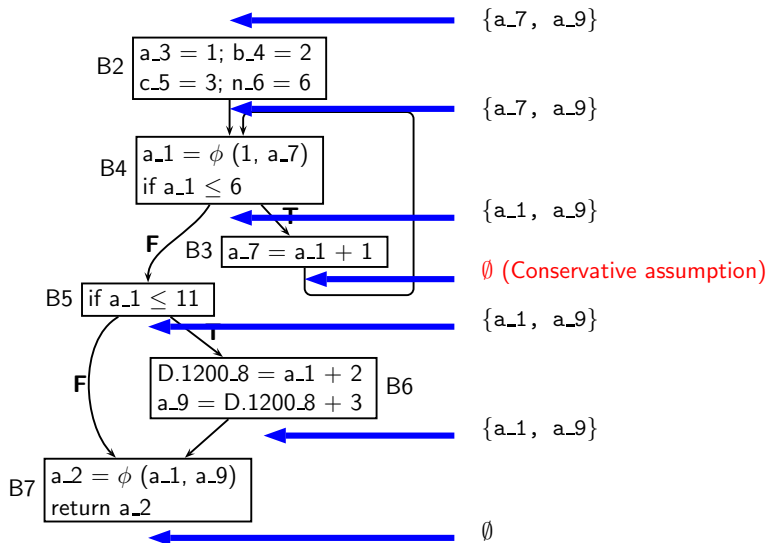 {a_7, a_9}
B2
a_3 = 1; b_4 = 2
c_5 = 3; n_6 = 6
{a_7, a_9}
B4
a_1 = ϕ (1, a_7)
if a_1 ≤ 6
{a_1, a_9}
T
F
B3
a_7 = a_1 + 1
∅ (Conservative assumption)
B5
if a_1 ≤ 11
{a_1, a_9}
T
F
D.1200_8 = a_1 + 2
a_9 = D.1200_8 + 3
B6
{a_1, a_9}
B7
a_2 = ϕ (a_1, a_9)
return a_2
∅